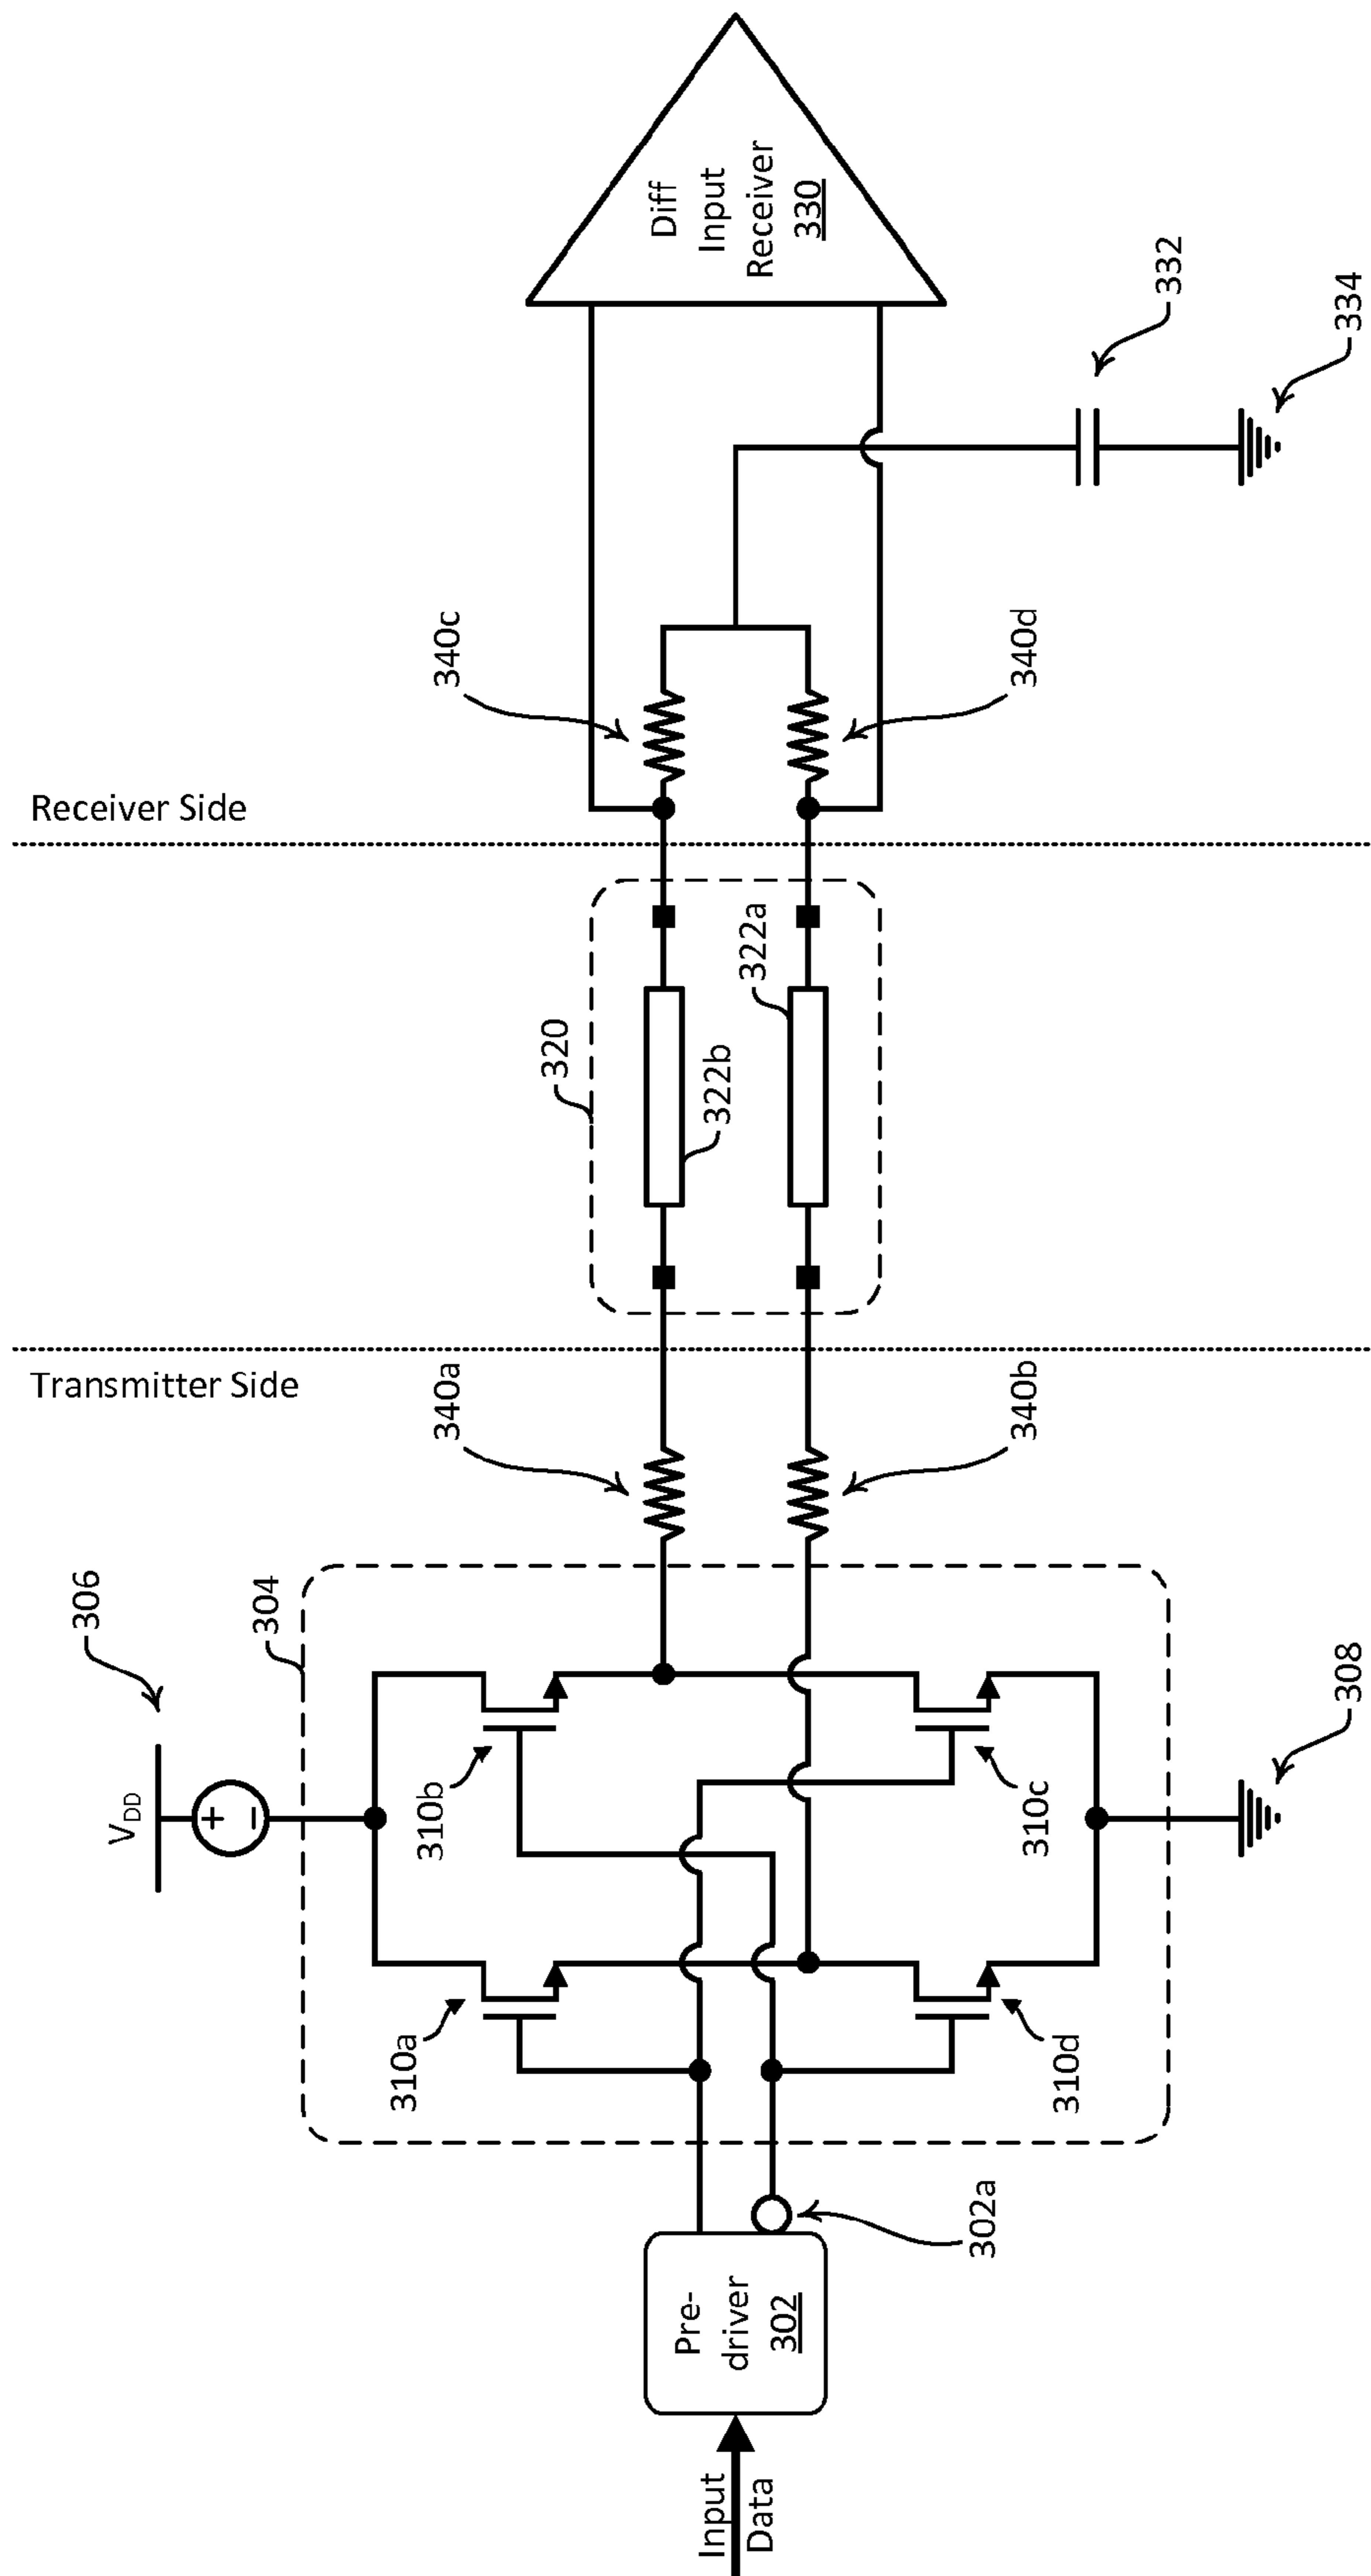 Transmitter Side
Receiver Side
Input
Data
Pre-
driver
302
302a
304
306
V_DD
+
−
308
310a
310b
310c
310d
340a
340b
320
322b
322a
340c
340d
Diff
Input
Receiver
330
332
334